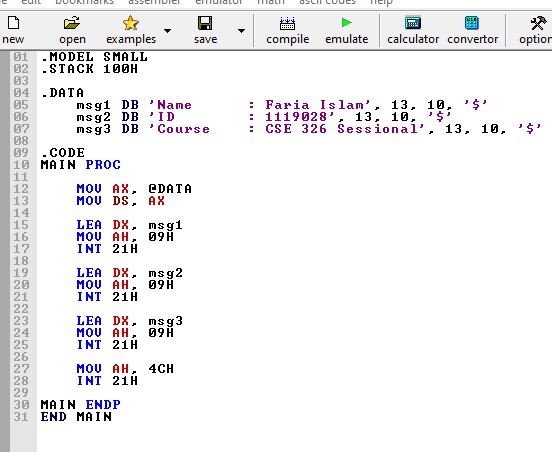 edit bookmarks assembler emulator math ascii codes help
new open examples save compile emulate calculator convertor
01 .MODEL SMALL
02 .STACK 100H
03
04 .DATA
05 msg1 DB 'Name : Faria Islam', 13, 10, '$'
06 msg2 DB 'ID : 1119028', 13, 10, '$'
07 msg3 DB 'Course : CSE 326 Sessional', 13, 10, '$'
08
09 .CODE
10 MAIN PROC
11
12 MOV AX, @DATA
13 MOV DS, AX
14
15 LEA DX, msg1
16 MOV AH, 09H
17 INT 21H
18
19 LEA DX, msg2
20 MOV AH, 09H
21 INT 21H
22
23 LEA DX, msg3
24 MOV AH, 09H
25 INT 21H
26
27 MOV AH, 4CH
28 INT 21H
29
30 MAIN ENDP
31 END MAIN